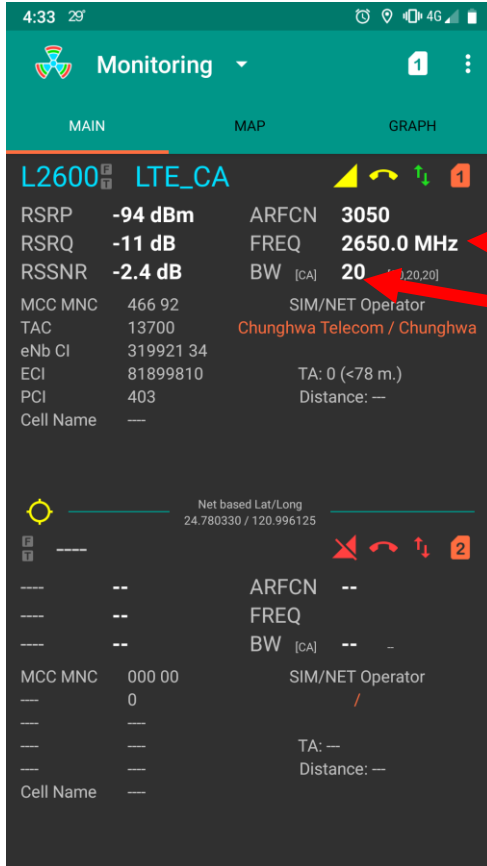 4:33 29° 4G
Monitoring 1
MAIN MAP GRAPH
L2600 F T LTE_CA 1
RSRP -94 dBm ARFCN 3050
RSRQ -11 dB FREQ 2650.0 MHz
RSSNR -2.4 dB BW [CA] 20 ,20,20]
MCC MNC 466 92 SIM/NET Operator
TAC 13700 Chunghwa Telecom / Chunghwa
eNb CI 319921 34
ECI 81899810 TA: 0 (<78 m.)
PCI 403 Distance: ---
Cell Name ----
Net based Lat/Long
24.780330 / 120.996125
F T ---- 2
---- -- ARFCN --
---- -- FREQ
---- -- BW [CA] -- –
MCC MNC 000 00 SIM/NET Operator
---- 0 /
---- ----
---- ---- TA: ---
---- ---- Distance: ---
Cell Name ----